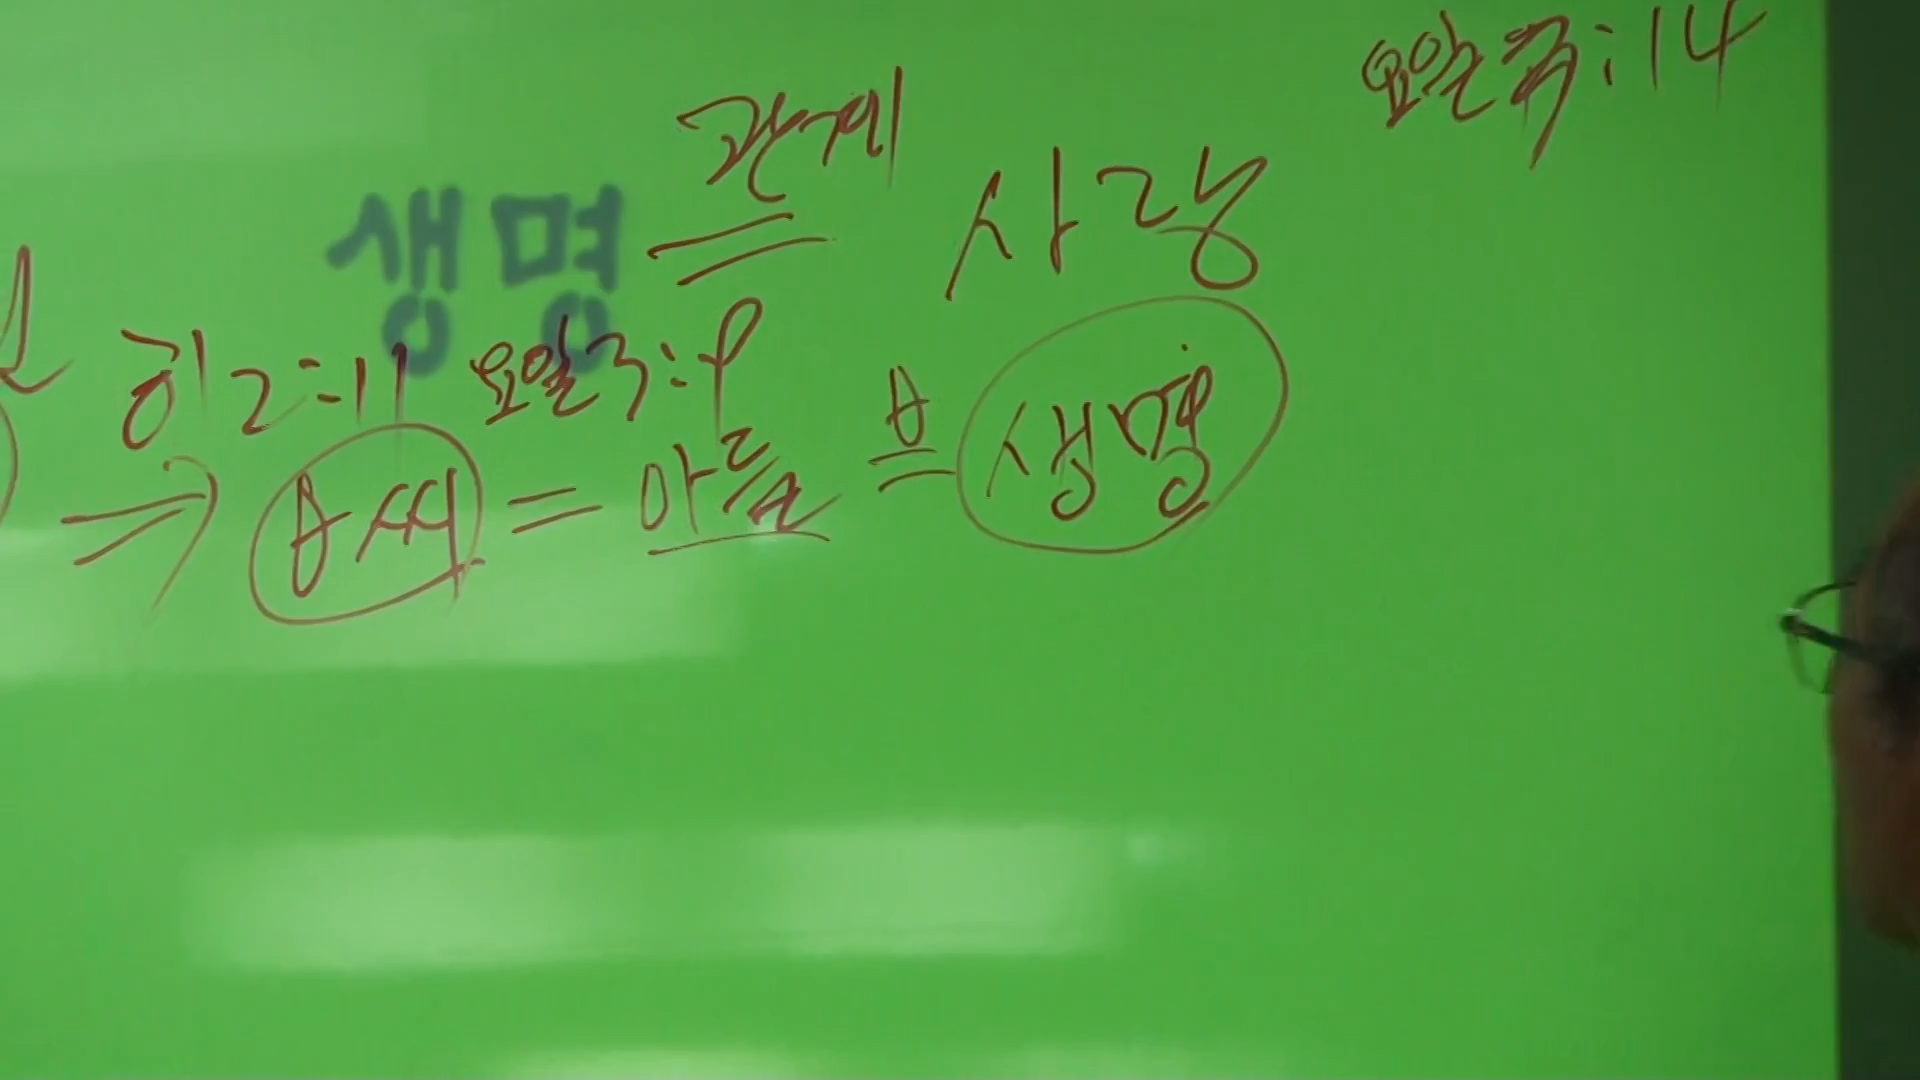 요일 3:14
관계
생명 = 사랑
히 2:11 요일 3:9
⇒ 씨 = 아들 = 생명